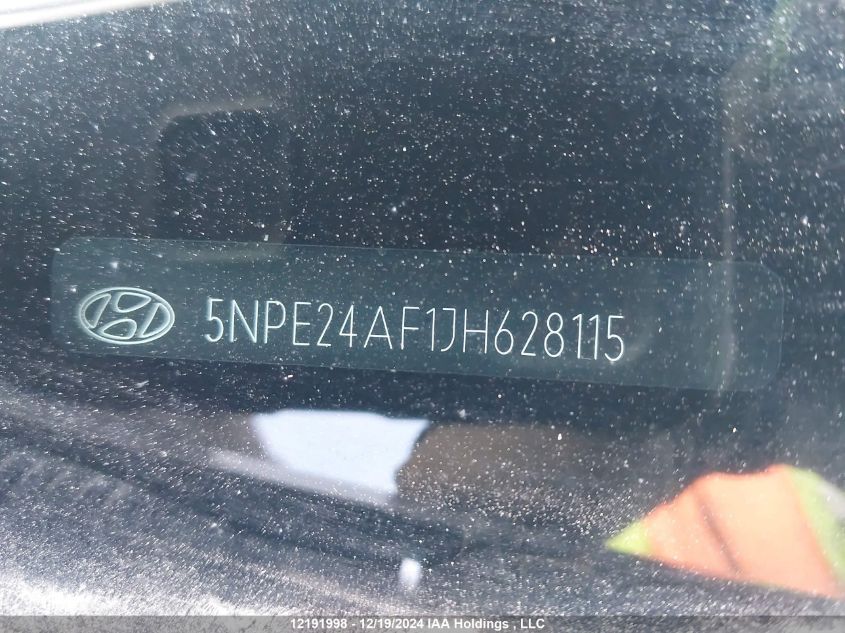 5NPE24AF1JH628115
12191998 - 12/19/2024 IAA Holdings , LLC